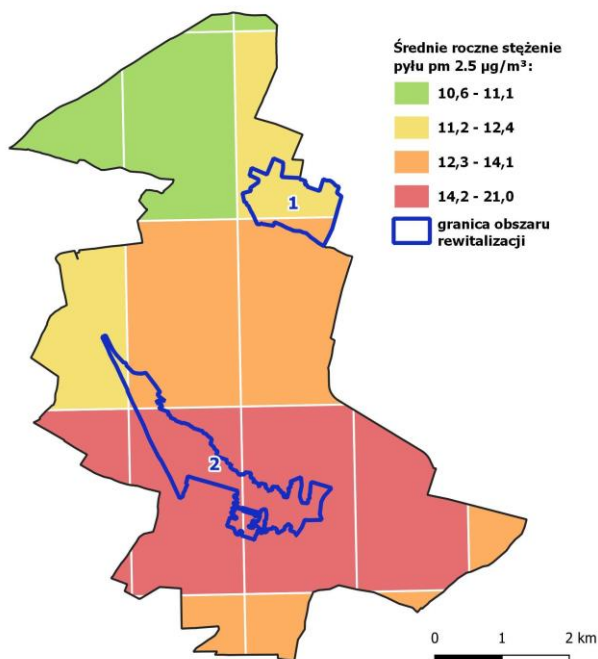 Średnie roczne stężenie
pyłu pm 2.5 µg/m³:
10,6 - 11,1
11,2 - 12,4
12,3 - 14,1
14,2 - 21,0
granica obszaru
rewitalizacji
1
2
0 1 2 km